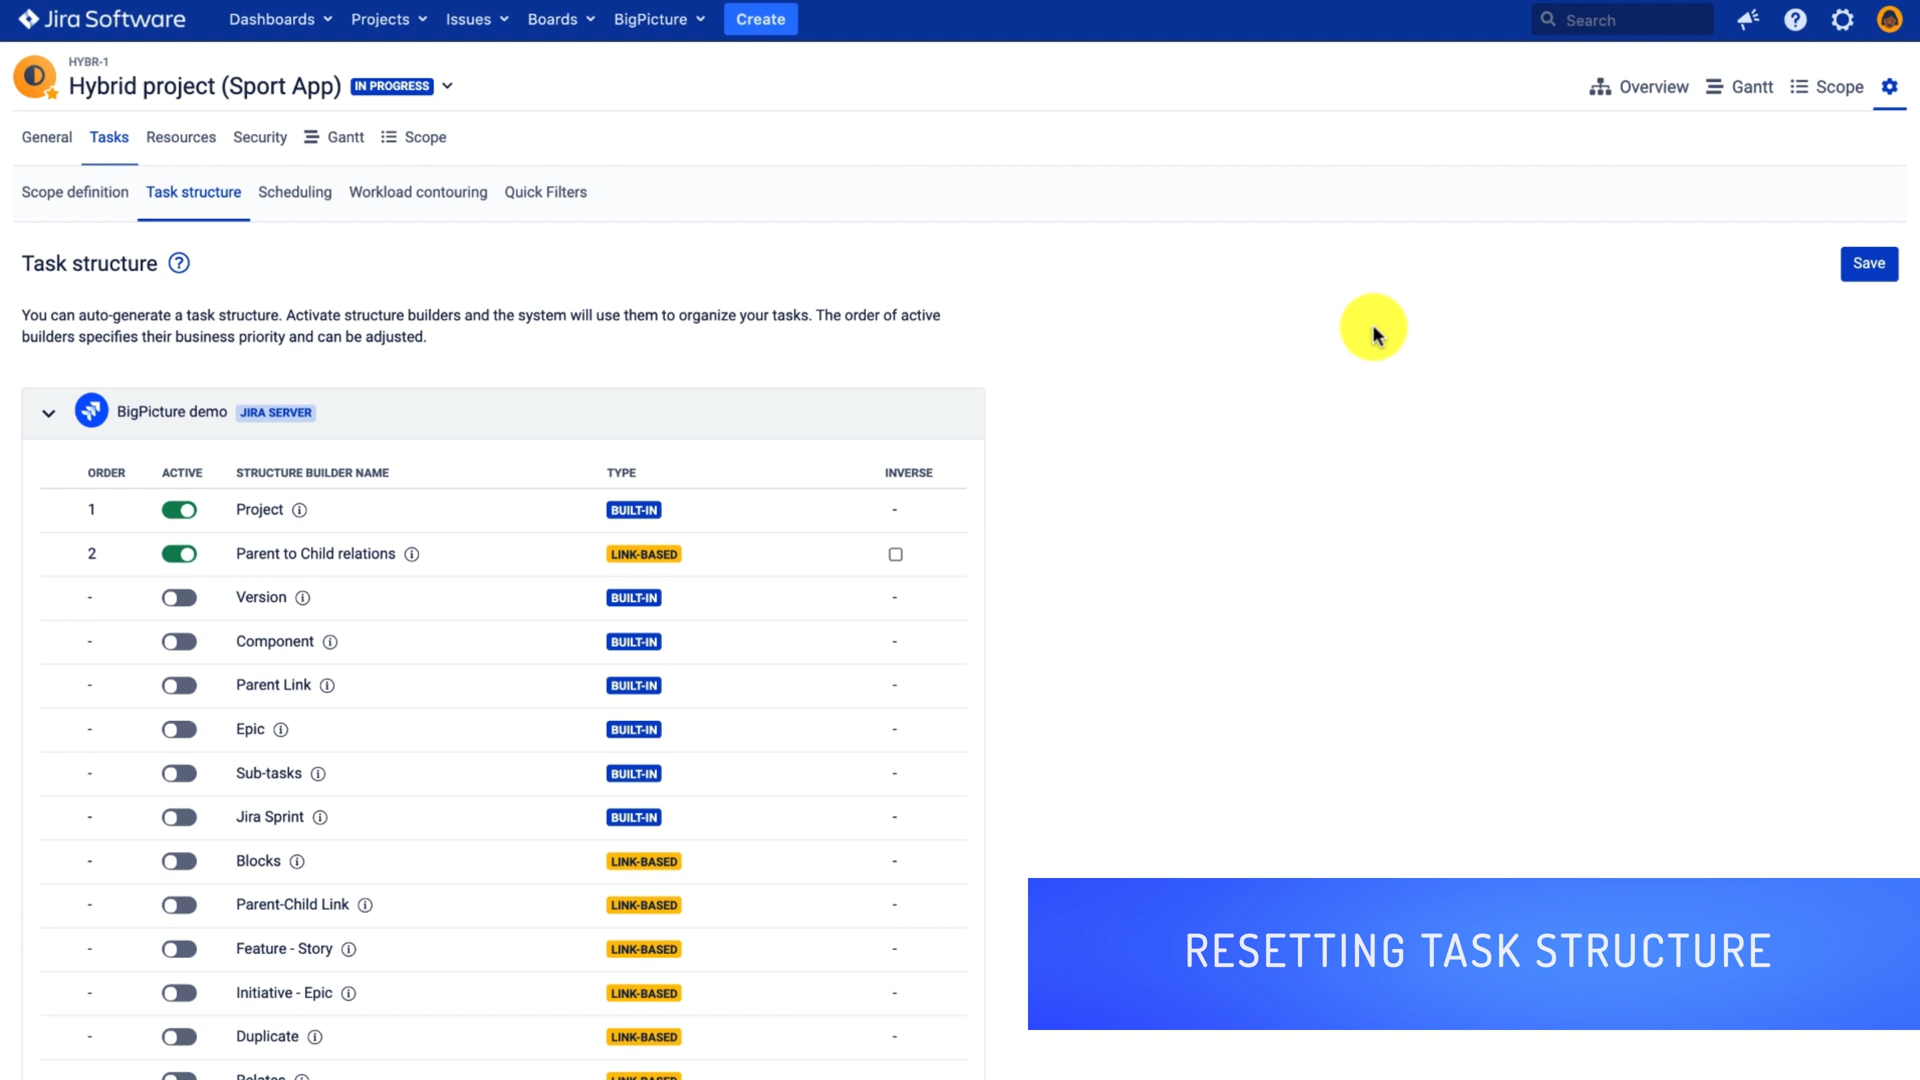 Jira Software Dashboards Projects Issues Boards BigPicture Create Search
HYBR-1
Hybrid project (Sport App) IN PROGRESS
Overview Gantt Scope
General Tasks Resources Security Gantt Scope
Scope definition Task structure Scheduling Workload contouring Quick Filters
Task structure
Save
You can auto-generate a task structure. Activate structure builders and the system will use them to organize your tasks. The order of active
builders specifies their business priority and can be adjusted.
BigPicture demo JIRA SERVER
ORDER ACTIVE STRUCTURE BUILDER NAME TYPE INVERSE
1 Project BUILT-IN -
2 Parent to Child relations LINK-BASED
- Version BUILT-IN -
- Component BUILT-IN -
- Parent Link BUILT-IN -
- Epic BUILT-IN -
- Sub-tasks BUILT-IN -
- Jira Sprint BUILT-IN -
- Blocks LINK-BASED -
- Parent-Child Link LINK-BASED -
- Feature - Story LINK-BASED -
- Initiative - Epic LINK-BASED -
- Duplicate LINK-BASED -
Relates LINK-BASED
RESETTING TASK STRUCTURE